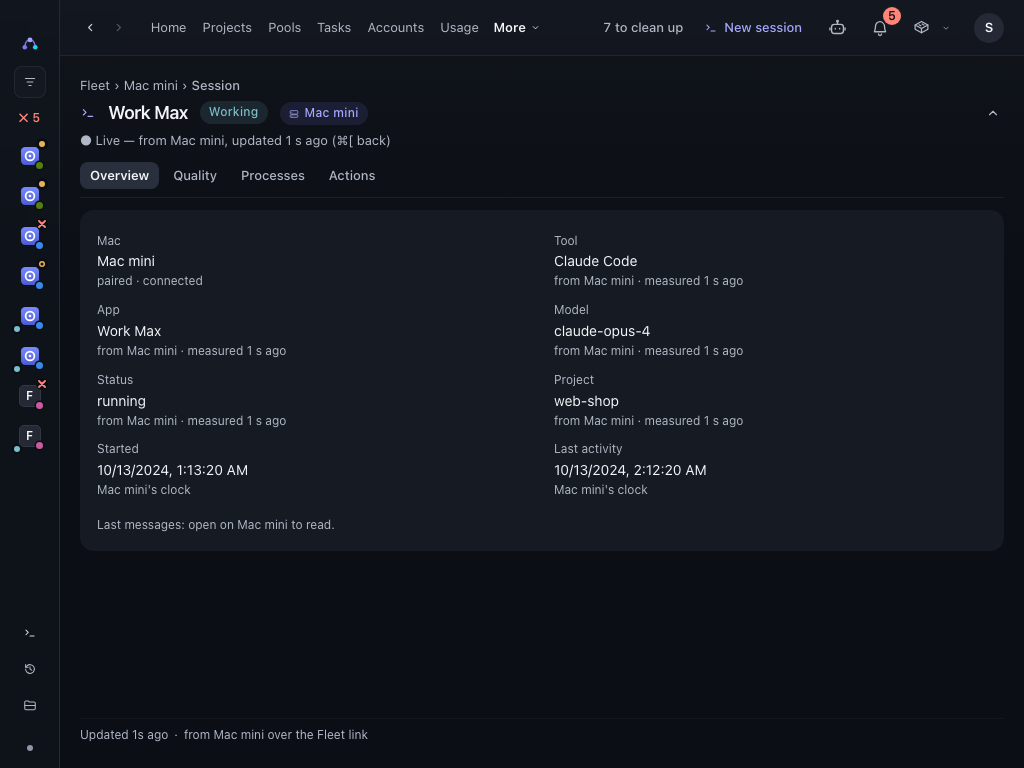 Home Projects Pools Tasks Accounts Usage More 7 to clean up New session 5 S
5
F
F
Fleet › Mac mini › Session
Work Max Working Mac mini
Live — from Mac mini, updated 1 s ago (⌘[ back)
Overview Quality Processes Actions
Mac
Mac mini
paired · connected
Tool
Claude Code
from Mac mini · measured 1 s ago
App
Work Max
from Mac mini · measured 1 s ago
Model
claude-opus-4
from Mac mini · measured 1 s ago
Status
running
from Mac mini · measured 1 s ago
Project
web-shop
from Mac mini · measured 1 s ago
Started
10/13/2024, 1:13:20 AM
Mac mini's clock
Last activity
10/13/2024, 2:12:20 AM
Mac mini's clock
Last messages: open on Mac mini to read.
Updated 1s ago · from Mac mini over the Fleet link